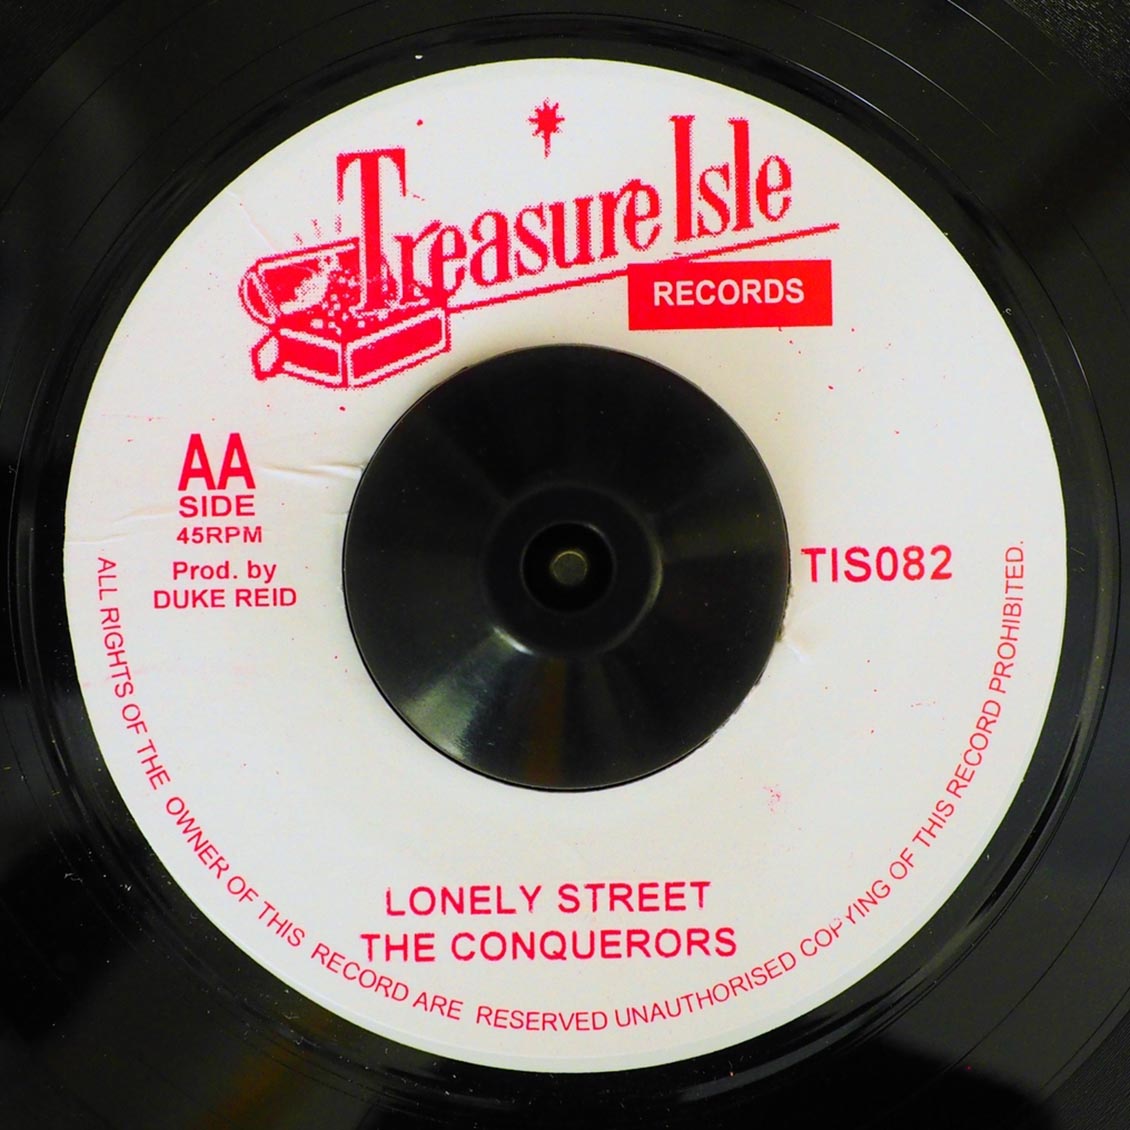 Treasure Isle
RECORDS
AA
SIDE
45RPM
Prod. by
DUKE REID
TIS082
LONELY STREET
THE CONQUERORS
ALL RIGHTS OF THE OWNER OF THIS RECORD ARE RESERVED UNAUTHORISED COPYING OF THIS RECORD PROHIBITED.